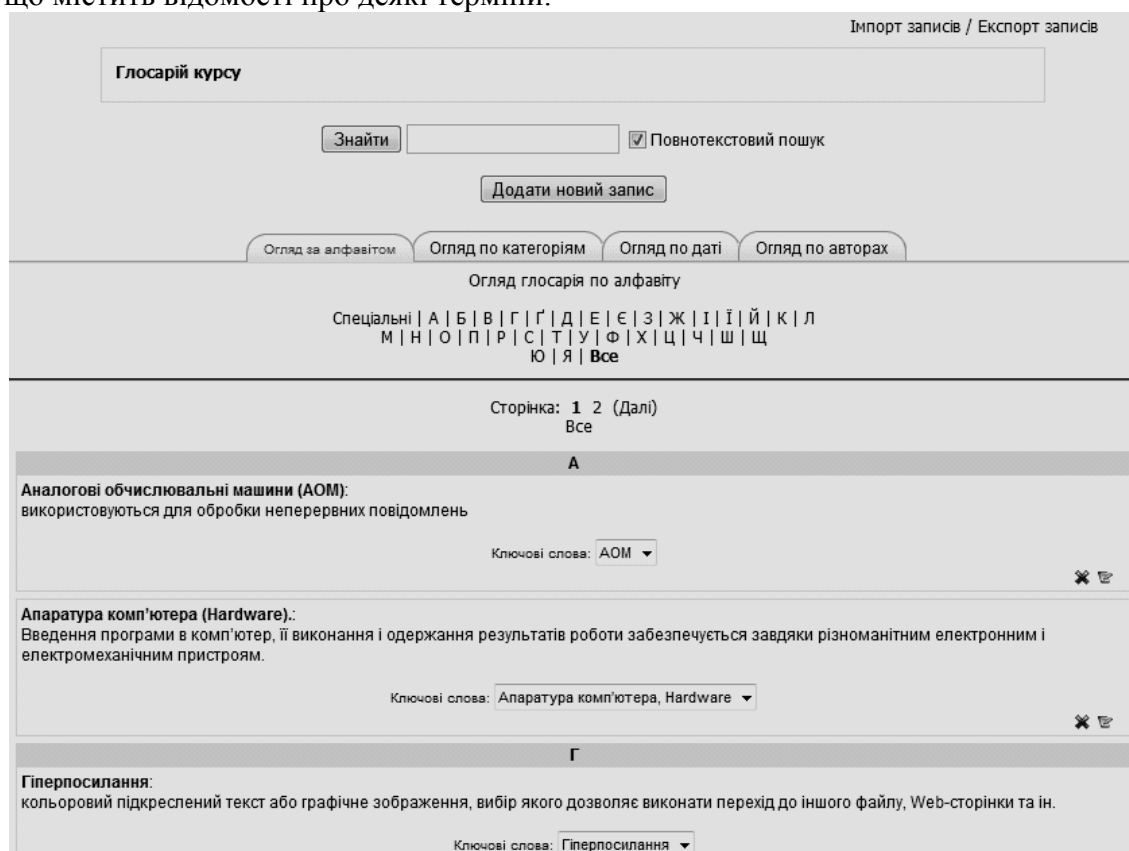 що містить відомості про деякі терміни.
Імпорт записів / Експорт записів
Глосарій курсу
Знайти
Повнотекстовий пошук
Додати новий запис
Огляд за алфавітом Огляд по категоріям Огляд по даті Огляд по авторах
Огляд глосарія по алфавіту
Спеціальні | А | Б | В | Г | Ґ | Д | Е | Є | З | Ж | І | Ї | Й | К | Л
М | Н | О | П | Р | С | Т | У | Ф | Х | Ц | Ч | Ш | Щ
Ю | Я | Все
Сторінка: 1 2 (Далі)
Все
А
Аналогові обчислювальні машини (АОМ):
використовуються для обробки неперервних повідомлень
Ключові слова: АОМ
Апаратура комп'ютера (Hardware).:
Введення програми в комп'ютер, її виконання і одержання результатів роботи забезпечується завдяки різноманітним електронним і
електромеханічним пристроям.
Ключові слова: Апаратура комп'ютера, Hardware
Г
Гіперпосилання:
кольоровий підкреслений текст або графічне зображення, вибір якого дозволяє виконати перехід до іншого файлу, Web-сторінки та ін.
Ключові слова: Гіперпосилання